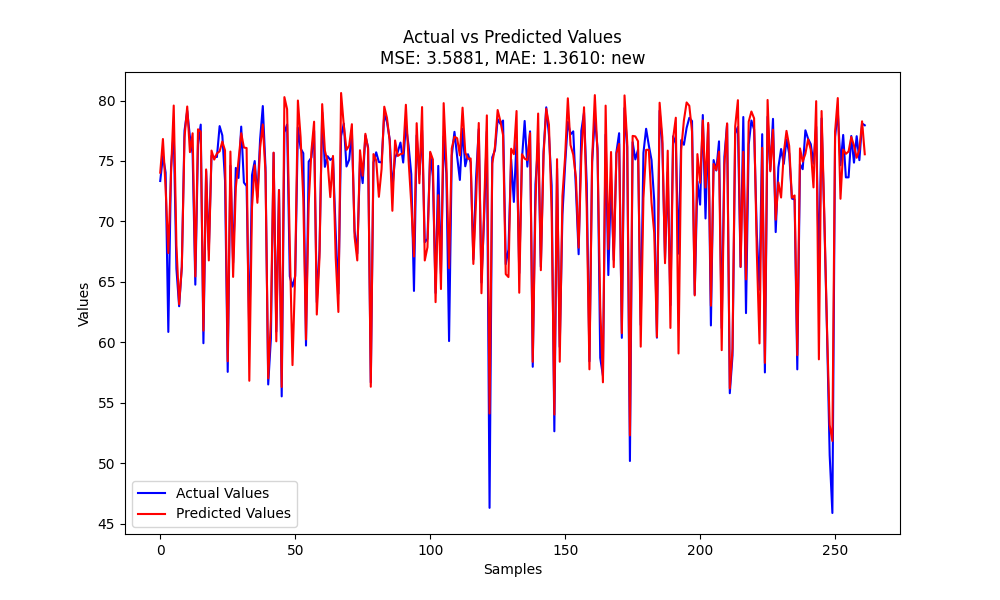 Actual vs Predicted Values
MSE: 3.5881, MAE: 1.3610: new
80
75
70
65
60
55
50
45
Values
Actual Values
Predicted Values
0 50 100 150 200 250
Samples